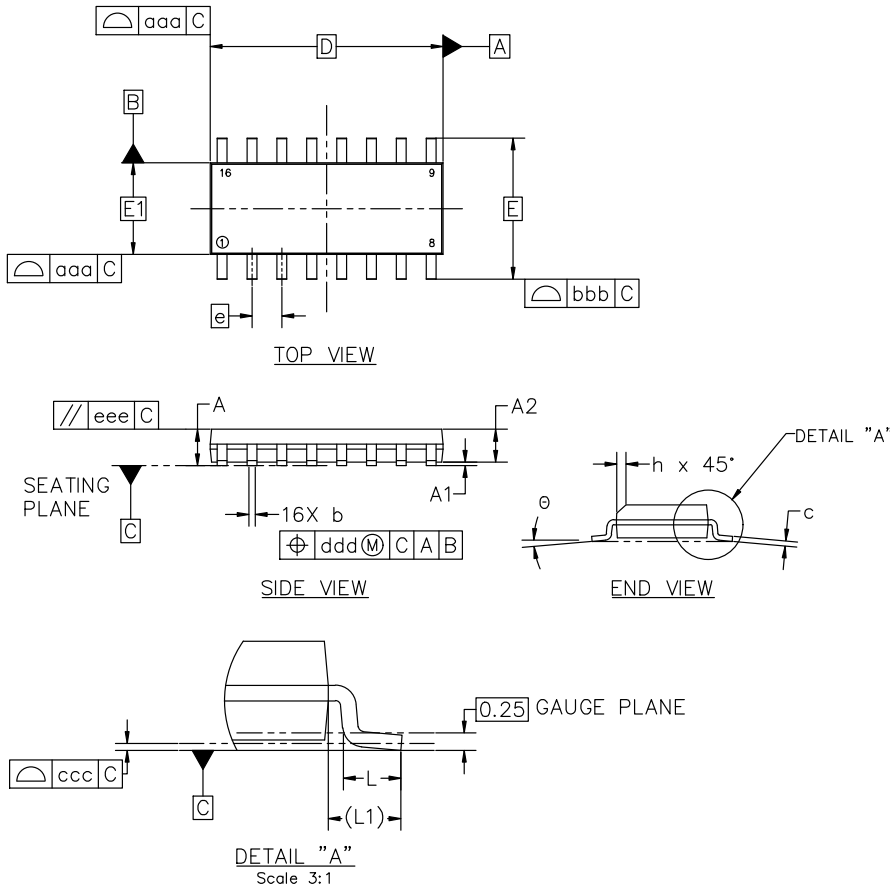 ⌓ aaa C
D
A
B
16
9
E1
E
1
8
⌓ aaa C
⌓ bbb C
e
TOP VIEW
// eee C
A
A2
DETAIL "A"
h x 45°
A1
SEATING
PLANE
C
16X b
θ
c
⌖ ddd Ⓜ C A B
SIDE VIEW
END VIEW
0.25 GAUGE PLANE
⌓ ccc C
L
C
(L1)
DETAIL "A"
Scale 3:1